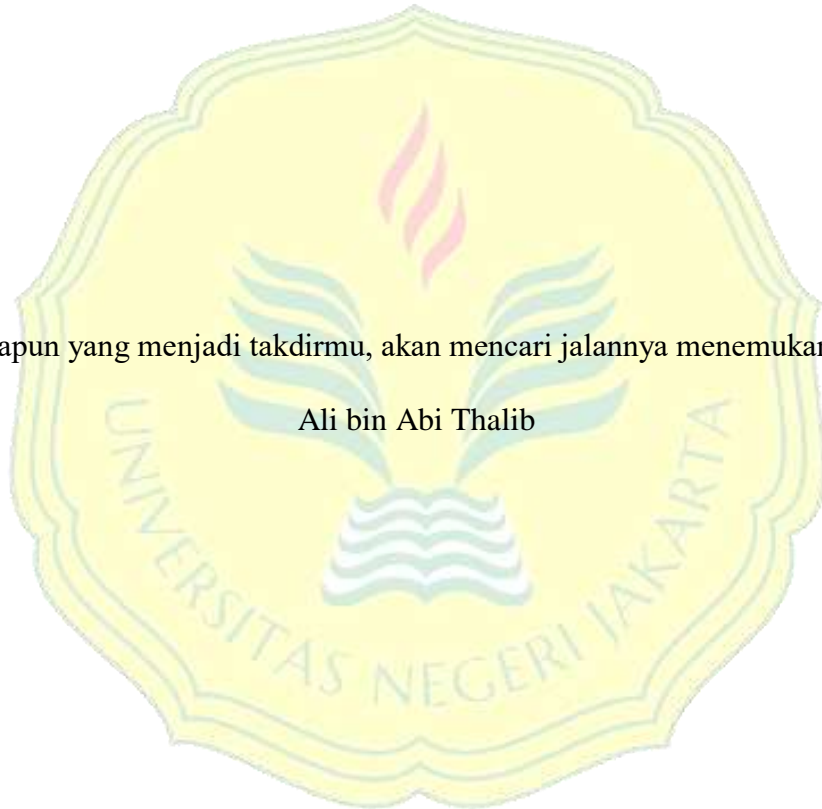 apun yang menjadi takdirmu, akan mencari jalannya menemukan
Ali bin Abi Thalib
UNIVERSITAS NEGERI JAKARTA